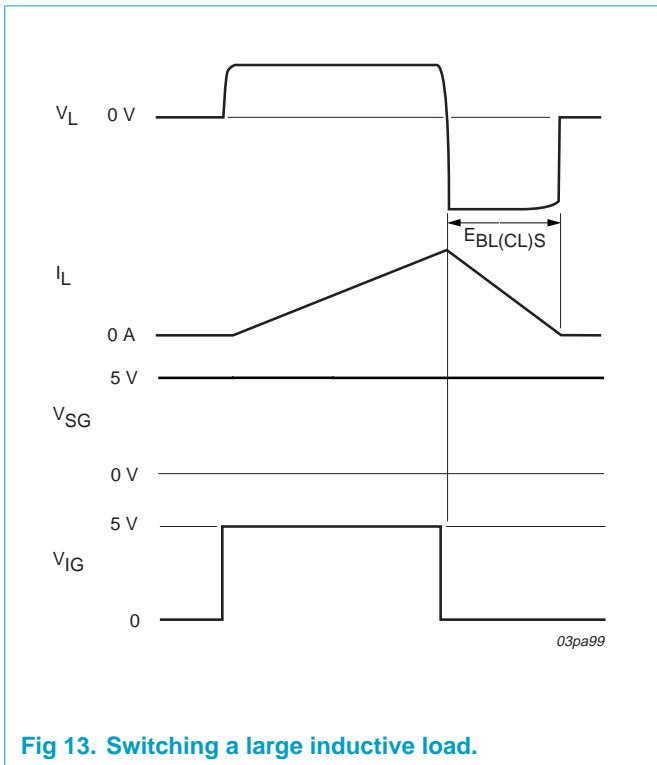 VL 0 V
EBL(CL)S
IL
0 A
5 V
VSG
0 V
5 V
VIG
0
03pa99
Fig 13. Switching a large inductive load.